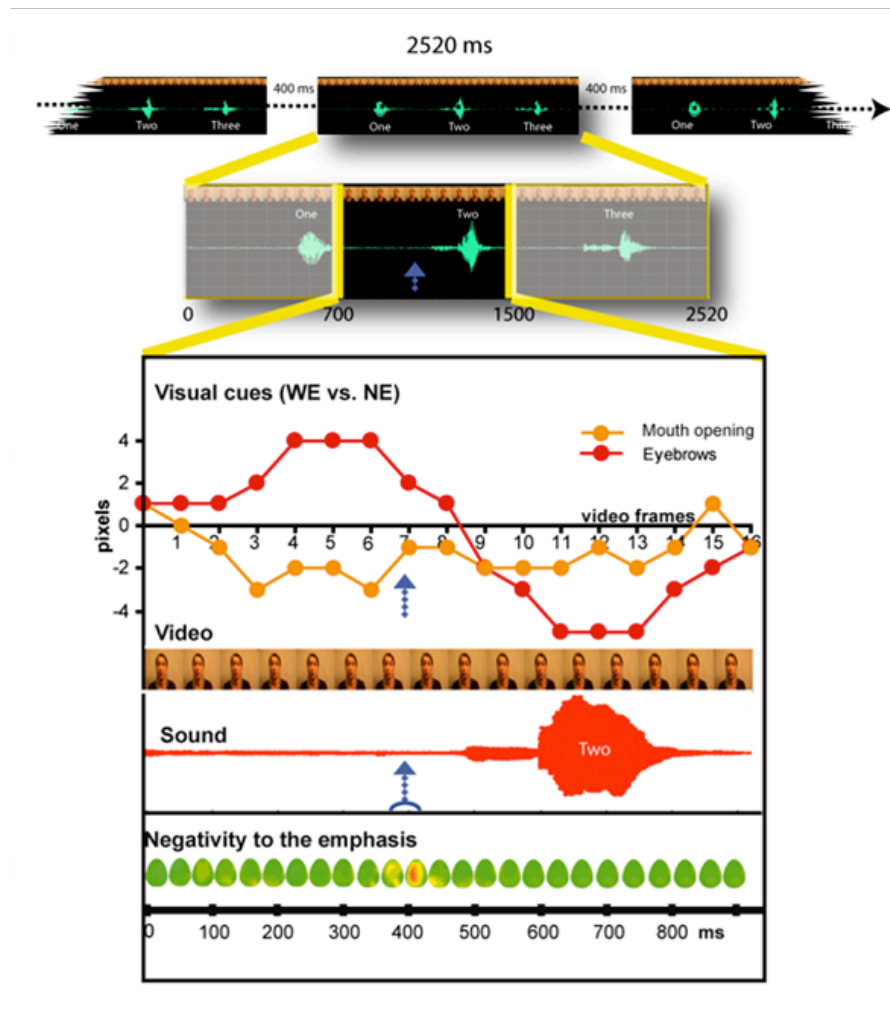 2520 ms
400 ms 400 ms
One Two Three One Two Three One Two
One Two Three
0 700 1500 2520
Visual cues (WE vs. NE)
Mouth opening
Eyebrows
pixels
4
2
0
-2
-4
video frames
1 2 3 4 5 6 7 8 9 10 11 12 13 14 15 16
Video
Sound
Two
Negativity to the emphasis
0 100 200 300 400 500 600 700 800 ms